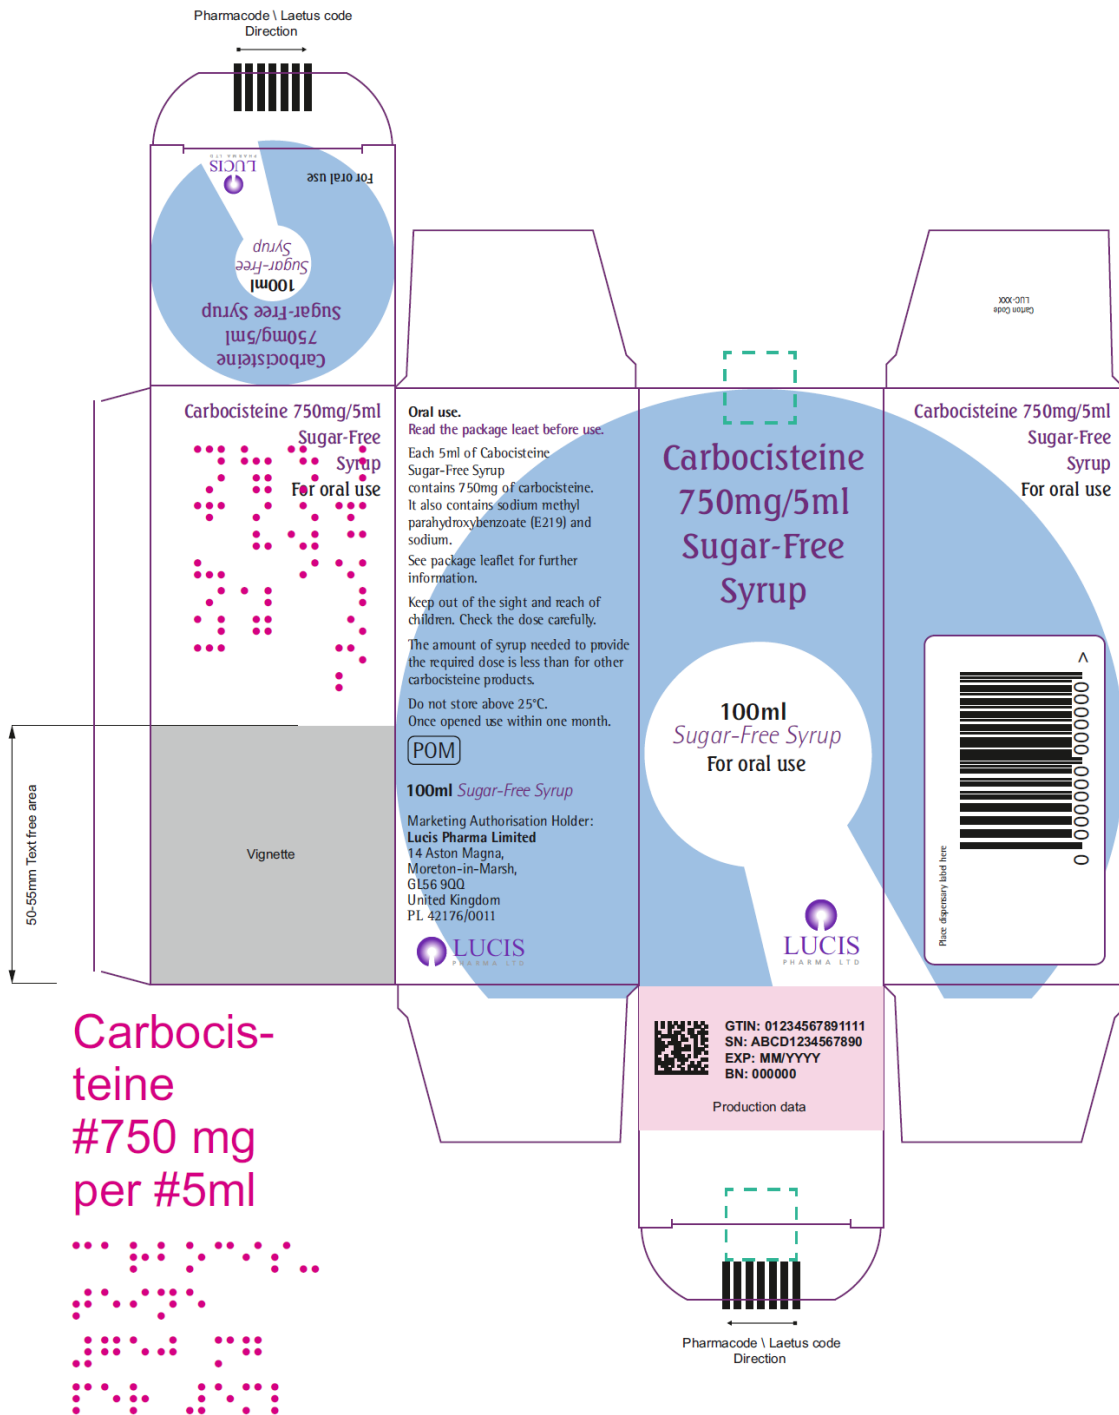 Pharmacode \ Laetus code
Direction
LUCIS
PHARMA LTD
For oral use
Sugar-Free
Syrup
100ml
Carbocisteine
750mg/5ml
Sugar-Free Syrup
Carton Code
LUC-XXX
Carbocisteine 750mg/5ml
Sugar-Free
Syrup
For oral use
Vignette
50-55mm Text free area
Oral use.
Read the package leaet before use.
Each 5ml of Cabocisteine
Sugar-Free Syrup
contains 750mg of carbocisteine.
It also contains sodium methyl
parahydroxybenzoate (E219) and
sodium.
See package leaflet for further
information.
Keep out of the sight and reach of
children. Check the dose carefully.
The amount of syrup needed to provide
the required dose is less than for other
carbocisteine products.
Do not store above 25°C.
Once opened use within one month.
POM
100ml Sugar-Free Syrup
Marketing Authorisation Holder:
Lucis Pharma Limited
14 Aston Magna,
Moreton-in-Marsh,
GL56 9QQ
United Kingdom
PL 42176/0011
LUCIS
PHARMA LTD
Carbocisteine
750mg/5ml
Sugar-Free
Syrup
100ml
Sugar-Free Syrup
For oral use
LUCIS
PHARMA LTD
Carbocisteine 750mg/5ml
Sugar-Free
Syrup
For oral use
Place dispensary label here
0 000000 000000 >
GTIN: 01234567891111
SN: ABCD1234567890
EXP: MM/YYYY
BN: 000000
Production data
Pharmacode \ Laetus code
Direction
Carbocis-
teine
#750 mg
per #5ml